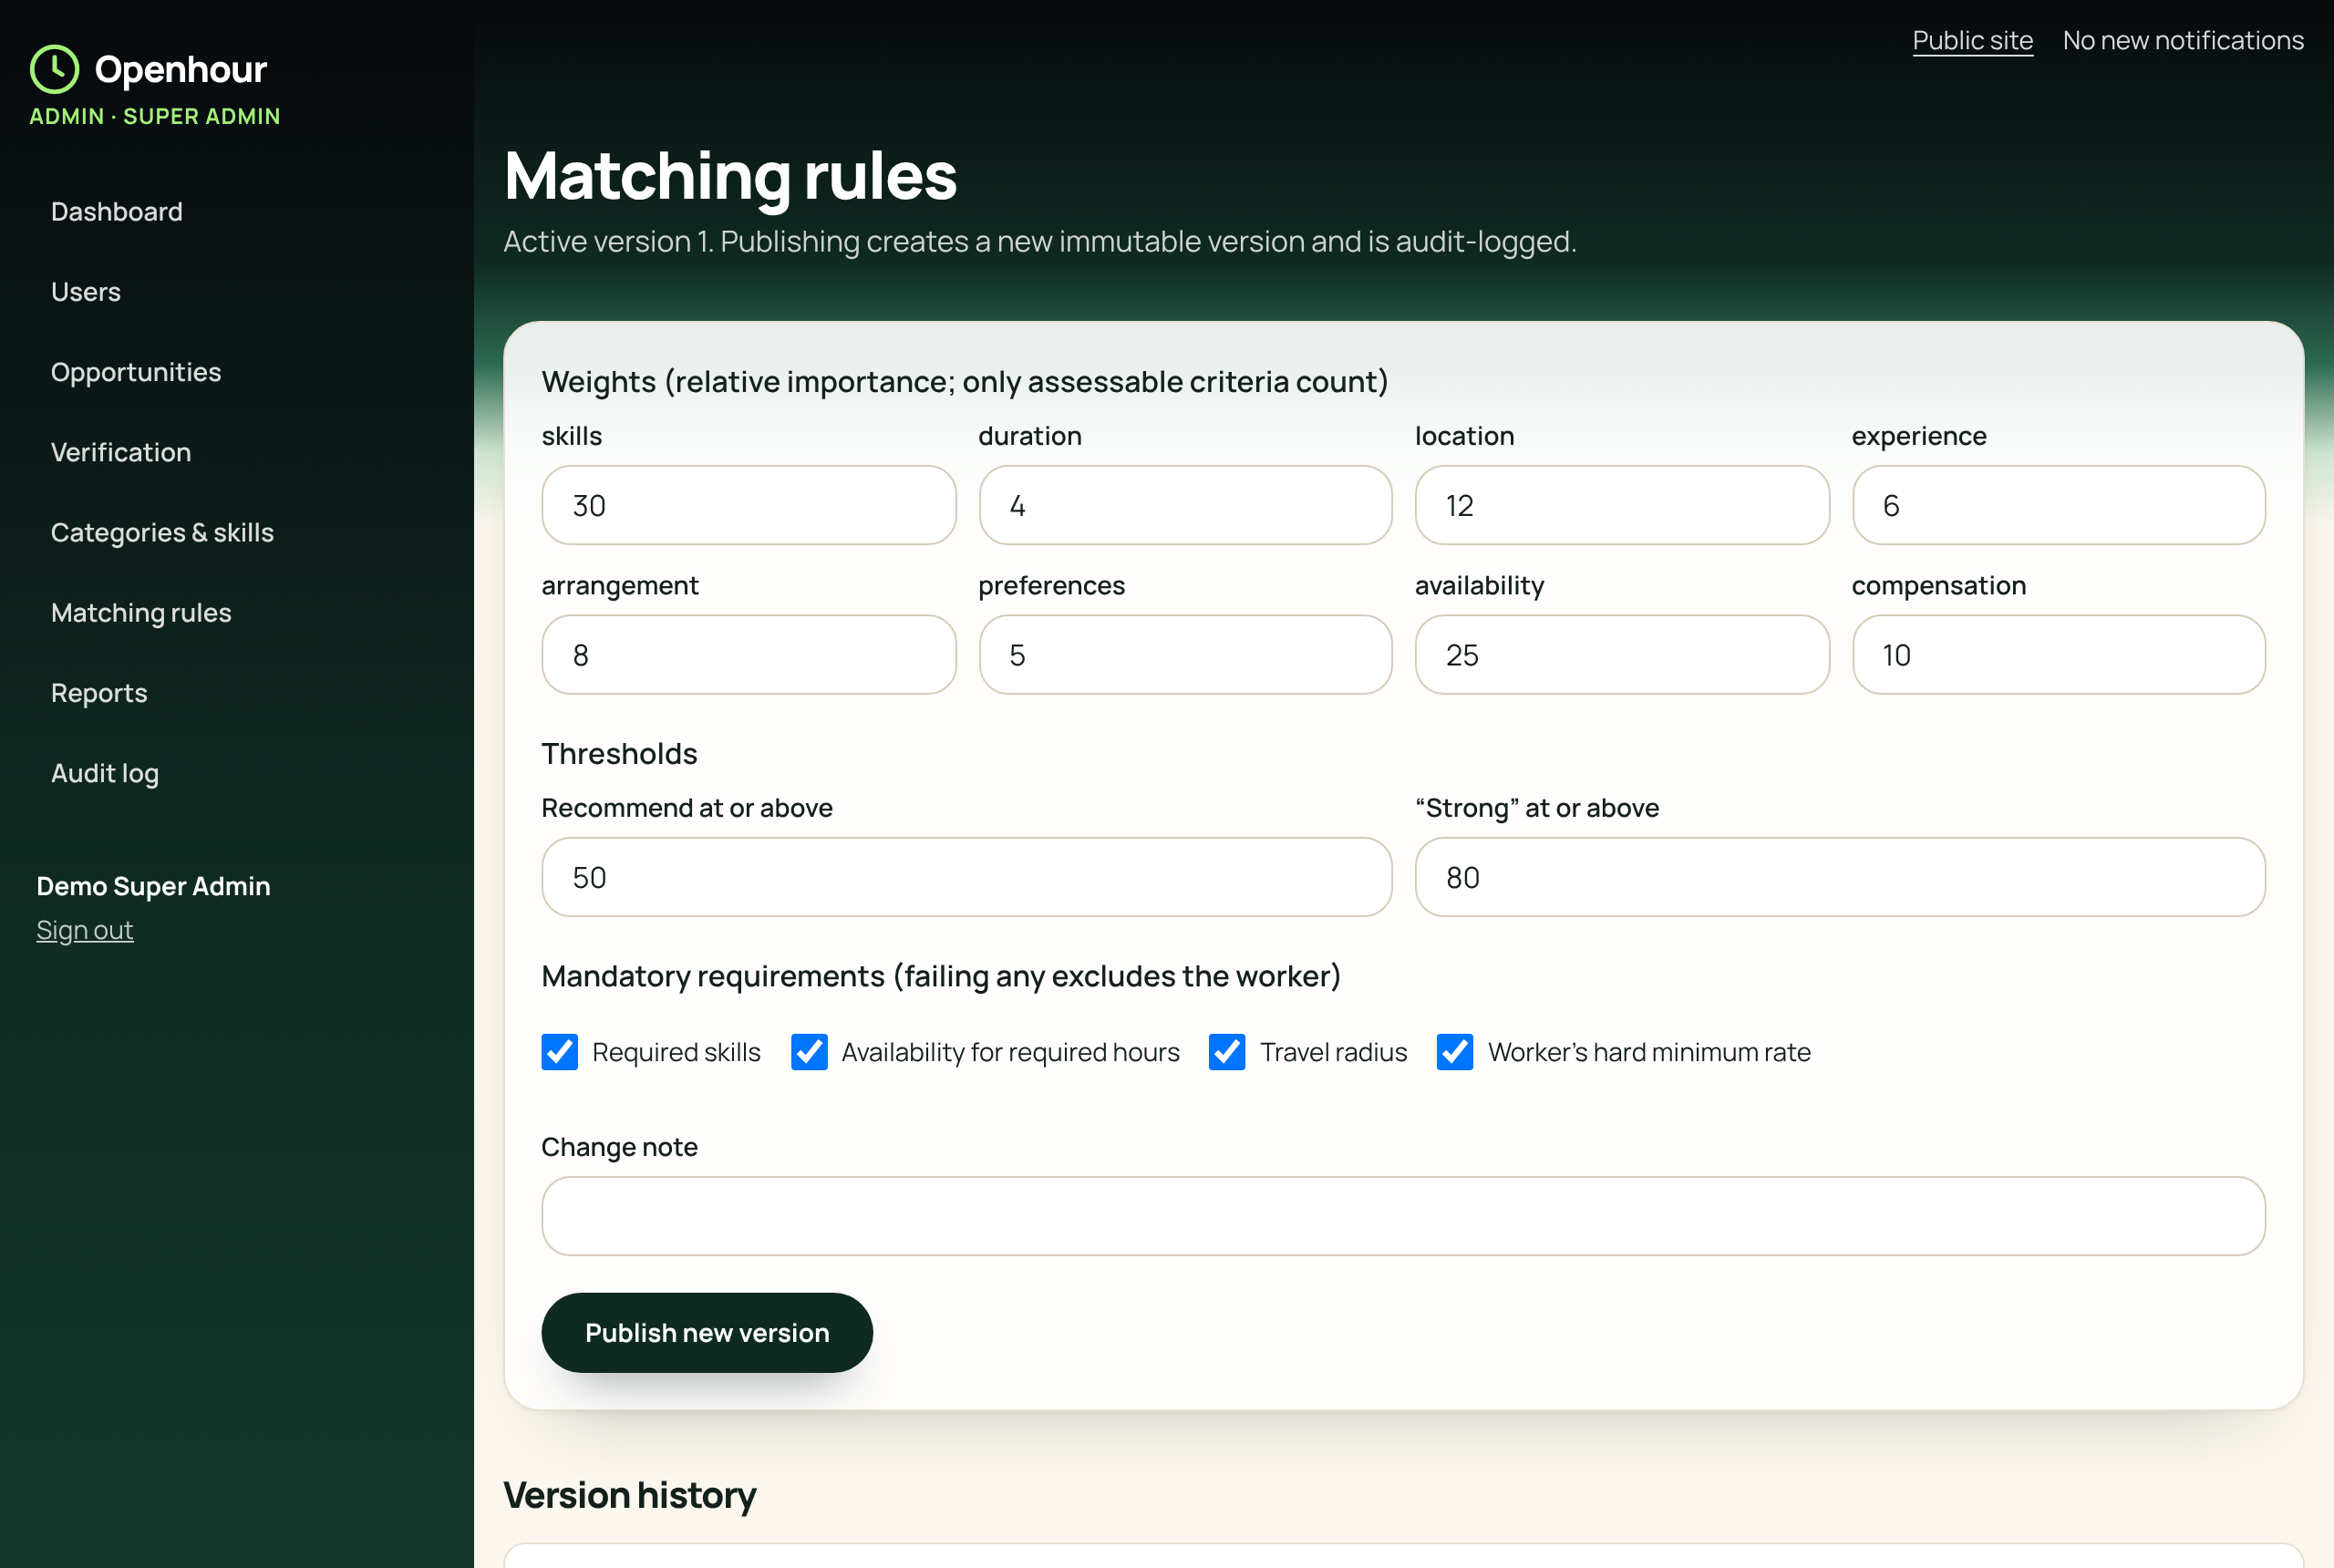 Openhour
ADMIN · SUPER ADMIN
Dashboard
Users
Opportunities
Verification
Categories & skills
Matching rules
Reports
Audit log
Demo Super Admin
Sign out
Public site No new notifications
Matching rules
Active version 1. Publishing creates a new immutable version and is audit-logged.
Weights (relative importance; only assessable criteria count)
skills duration location experience
30 4 12 6
arrangement preferences availability compensation
8 5 25 10
Thresholds
Recommend at or above “Strong” at or above
50 80
Mandatory requirements (failing any excludes the worker)
Required skills Availability for required hours Travel radius Worker’s hard minimum rate
Change note
Publish new version
Version history